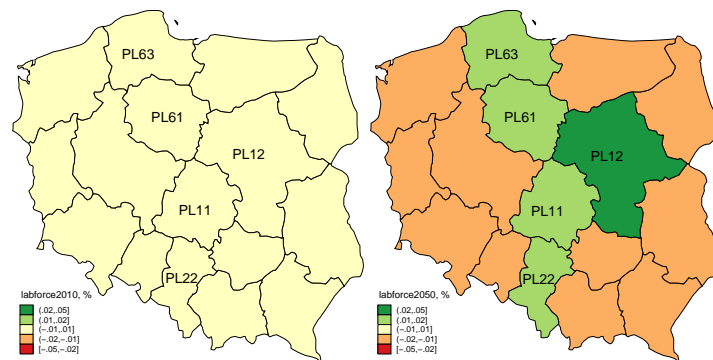 PL63
PL61
PL12
PL11
PL22
labforce2010, %
(.02,.05]
(.01,.02]
(−.01,.01]
(−.02,−.01]
[−.05,−.02]
PL63
PL61
PL12
PL11
PL22
labforce2050, %
(.02,.05]
(.01,.02]
(−.01,.01]
(−.02,−.01]
[−.05,−.02]